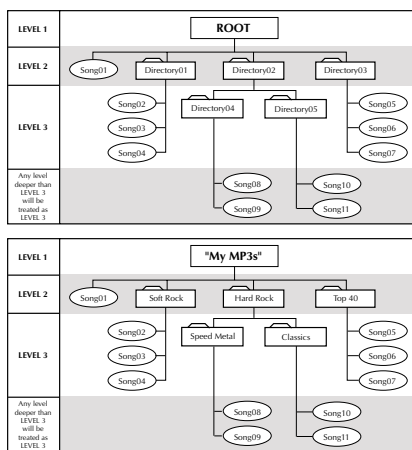 LEVEL 1
ROOT
LEVEL 2
Song01
Directory01
Directory02
Directory03
LEVEL 3
Song02
Song03
Song04
Directory04
Directory05
Song05
Song06
Song07
Any level
deeper than
LEVEL 3
will be
treated as
LEVEL 3
Song08
Song09
Song10
Song11
LEVEL 1
"My MP3s"
LEVEL 2
Song01
Soft Rock
Hard Rock
Top 40
LEVEL 3
Song02
Song03
Song04
Speed Metal
Classics
Song05
Song06
Song07
Any level
deeper than
LEVEL 3
will be
treated as
LEVEL 3
Song08
Song09
Song10
Song11